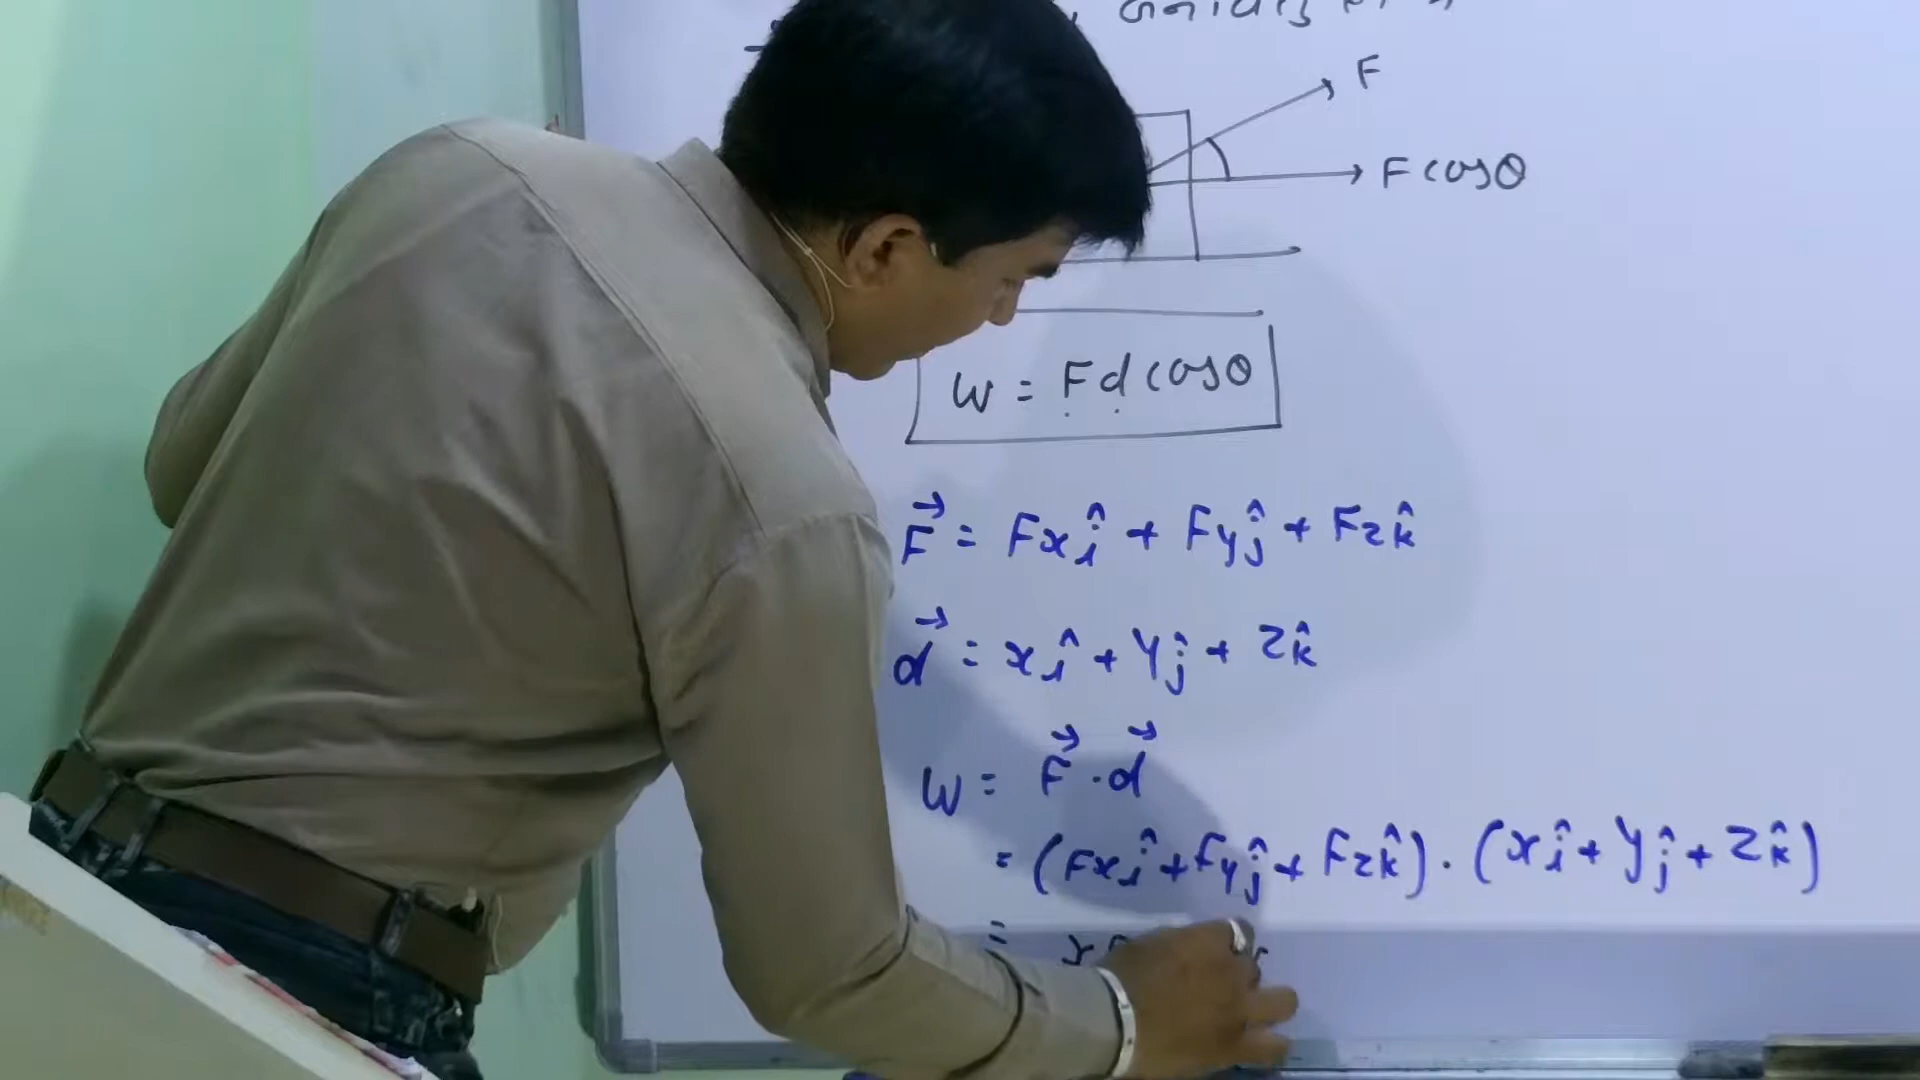 F
F cosθ
W = Fd cosθ
F⃗ = Fxî + Fyĵ + Fzk̂
d⃗ = xî + yĵ + zk̂
W = F⃗ · d⃗
= (Fxî + Fyĵ + Fzk̂) · (xî + yĵ + zk̂)
=